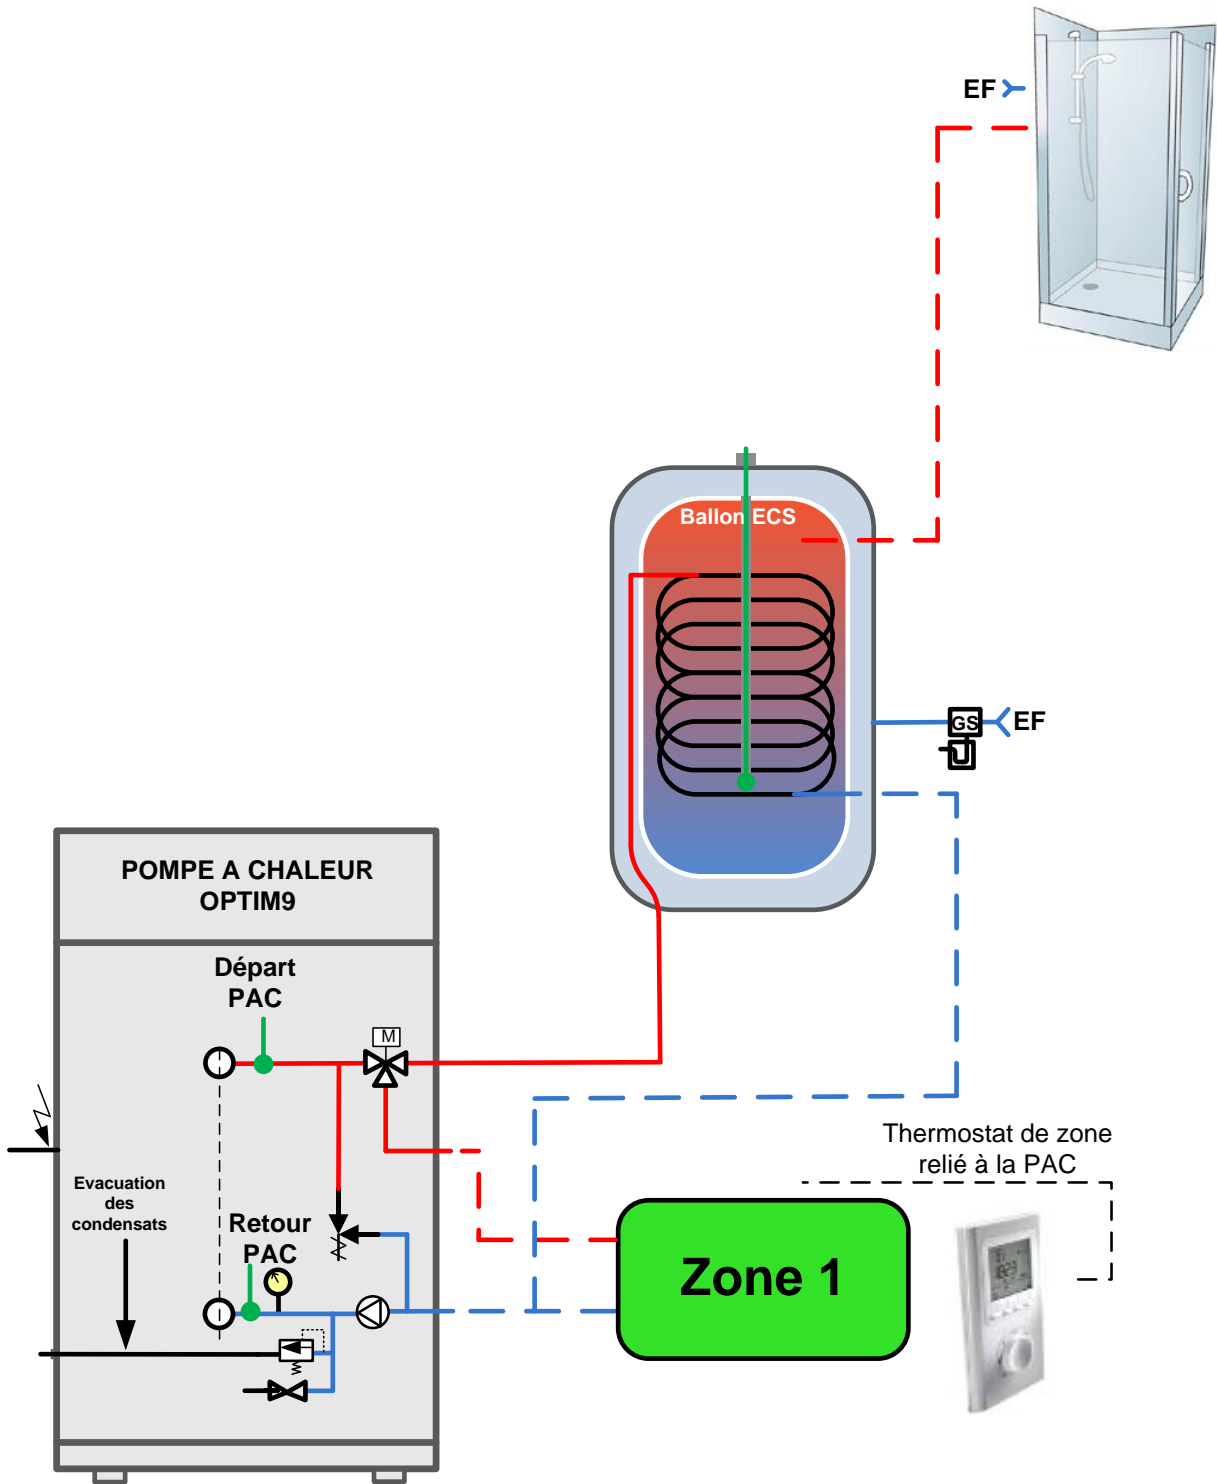 EF
Ballon ECS
GS
EF
POMPE A CHALEUR
OPTIM9
Départ
PAC
M
Thermostat de zone
relié à la PAC
Evacuation
des
condensats
Retour
PAC
Zone 1